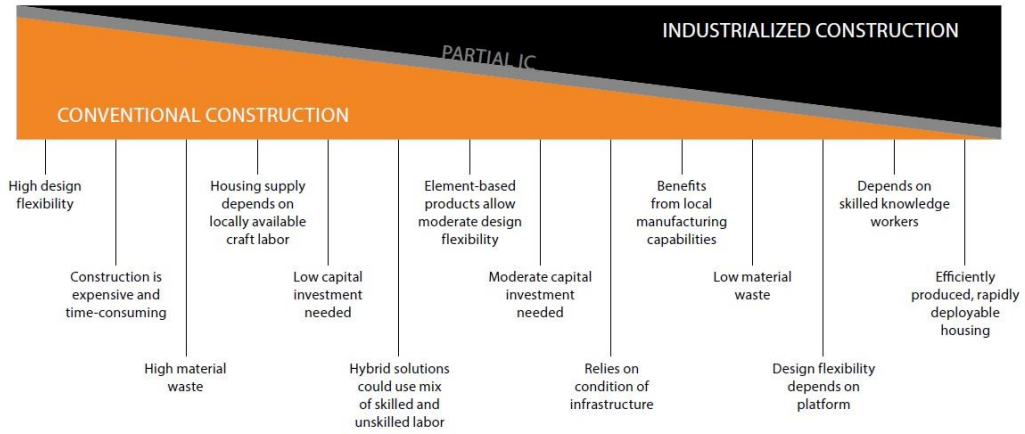 INDUSTRIALIZED CONSTRUCTION
PARTIAL IC
CONVENTIONAL CONSTRUCTION
High design
flexibility
Construction is
expensive and
time-consuming
High material
waste
Housing supply
depends on
locally available
craft labor
Low capital
investment
needed
Hybrid solutions
could use mix
of skilled and
unskilled labor
Element-based
products allow
moderate design
flexibility
Moderate capital
investment
needed
Relies on
condition of
infrastructure
Benefits
from local
manufacturing
capabilities
Low material
waste
Design flexibility
depends on
platform
Depends on
skilled knowledge
workers
Efficiently
produced, rapidly
deployable
housing